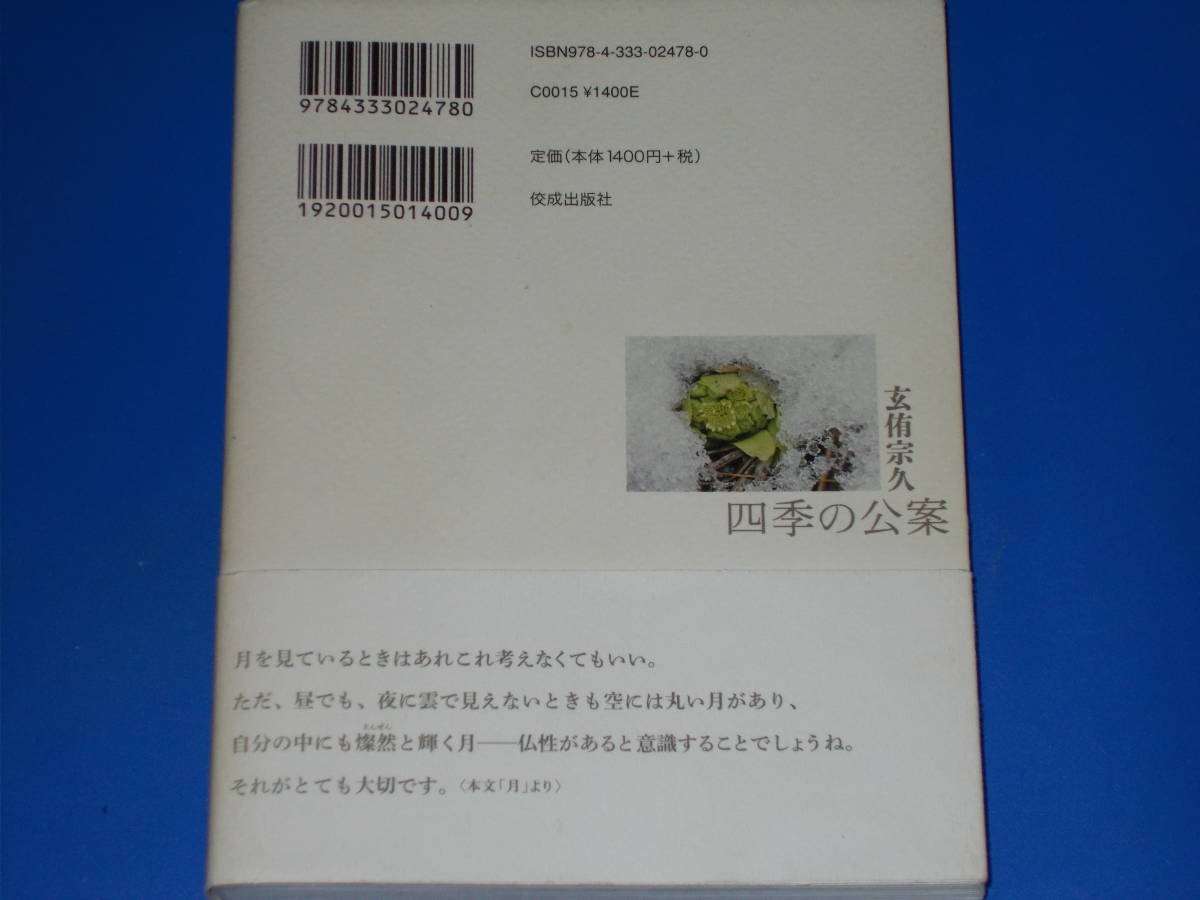 ISBN978-4-333-02478-0
9784333024780
C0015 ¥1400E
定価(本体1400円+税)
1920015014009
佼成出版社
玄侑宗久
四季の公案
月を見ているときはあれこれ考えなくてもいい。
ただ、昼でも、夜に雲で見えないときも空には丸い月があり、
さんぜん
自分の中にも燦然と輝く月――仏性があると意識することでしょうね。
それがとても大切です。〈本文「月」より〉